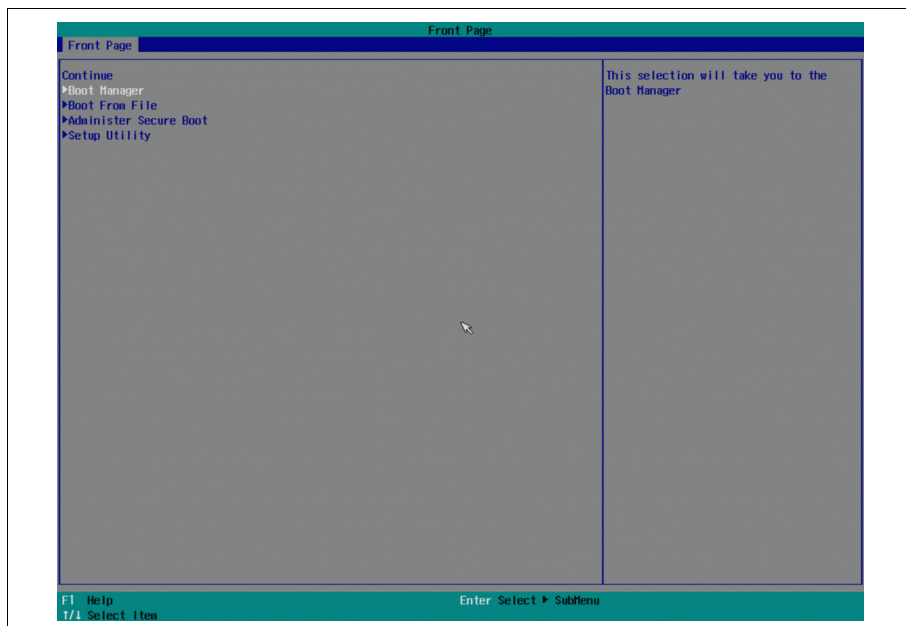 Front Page
Front Page
Continue
▶Boot Manager
▶Boot From File
▶Administer Secure Boot
▶Setup Utility
This selection will take you to the
Boot Manager
F1 Help
Enter Select ▶ SubMenu
↑/↓ Select Item